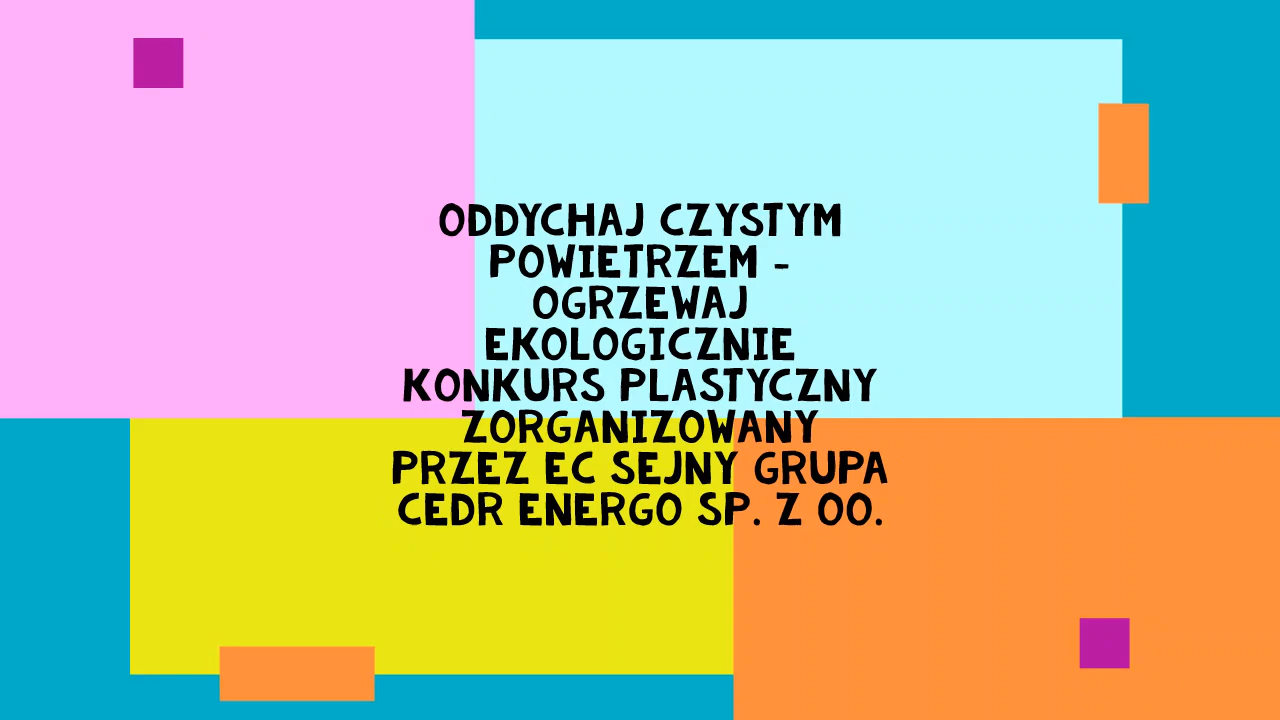 ODDYCHAJ CZYSTYM
POWIETRZEM -
OGRZEWAJ
EKOLOGICZNIE
KONKURS PLASTYCZNY
ZORGANIZOWANY
PRZEZ EC SEJNY GRUPA
CEDR ENERGO SP. Z OO.